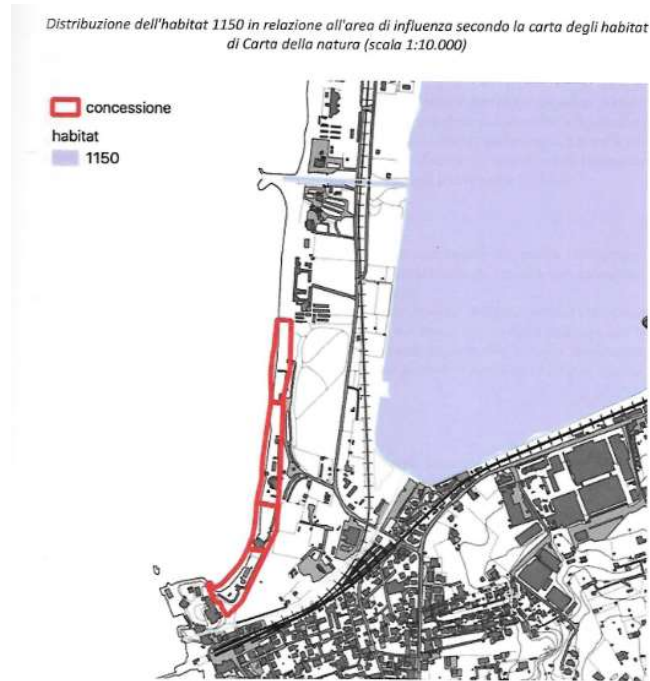 Distribuzione dell'habitat 1150 in relazione all'area di influenza secondo la carta degli habitat
di Carta della natura (scala 1:10.000)
concessione
habitat
1150